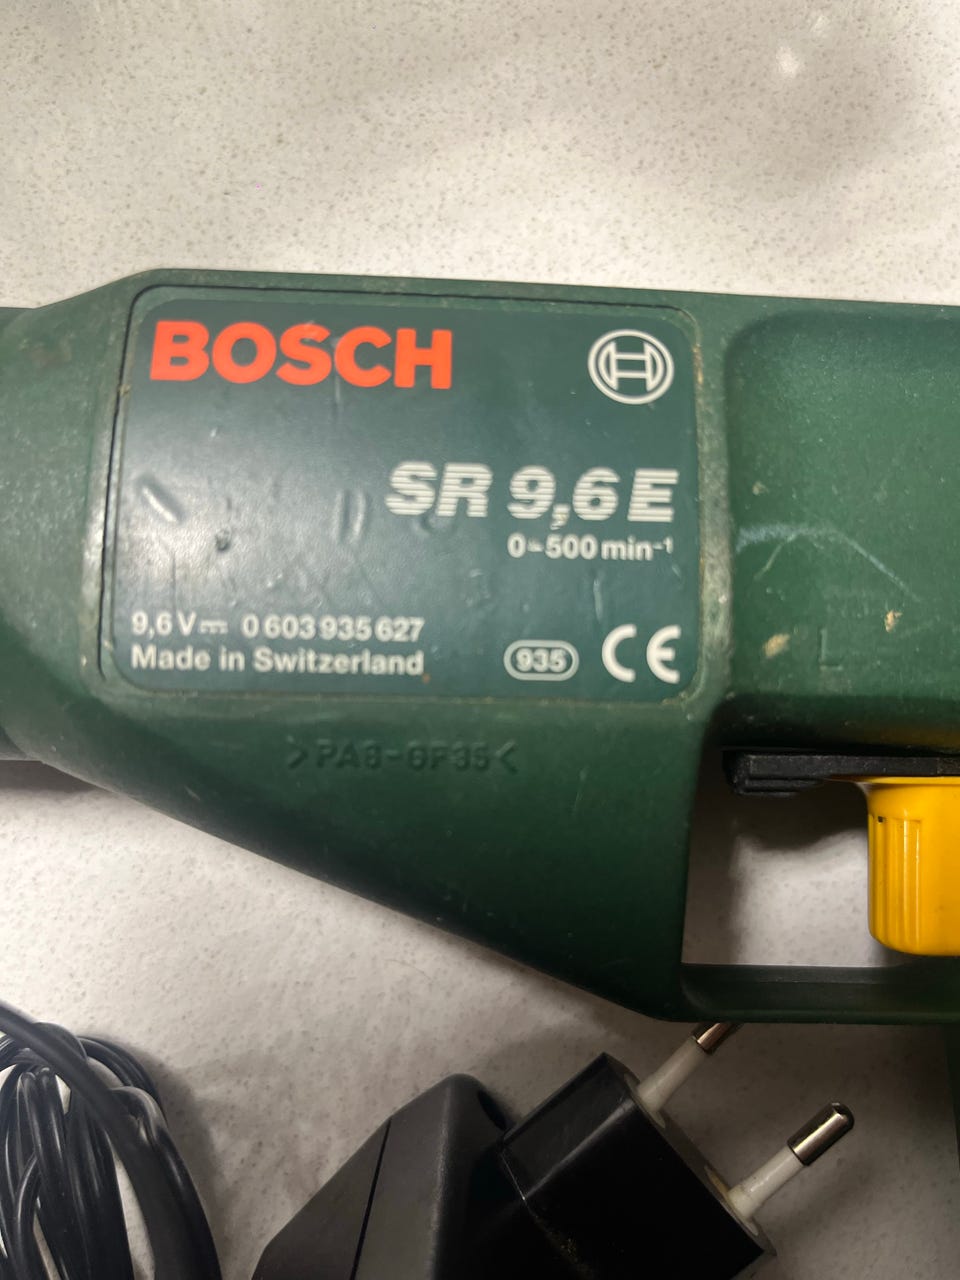 BOSCH
SR 9,6 E
0-500 min⁻¹
9,6 V⎓ 0 603 935 627
Made in Switzerland
935 CE
>PA6-GF35<
L